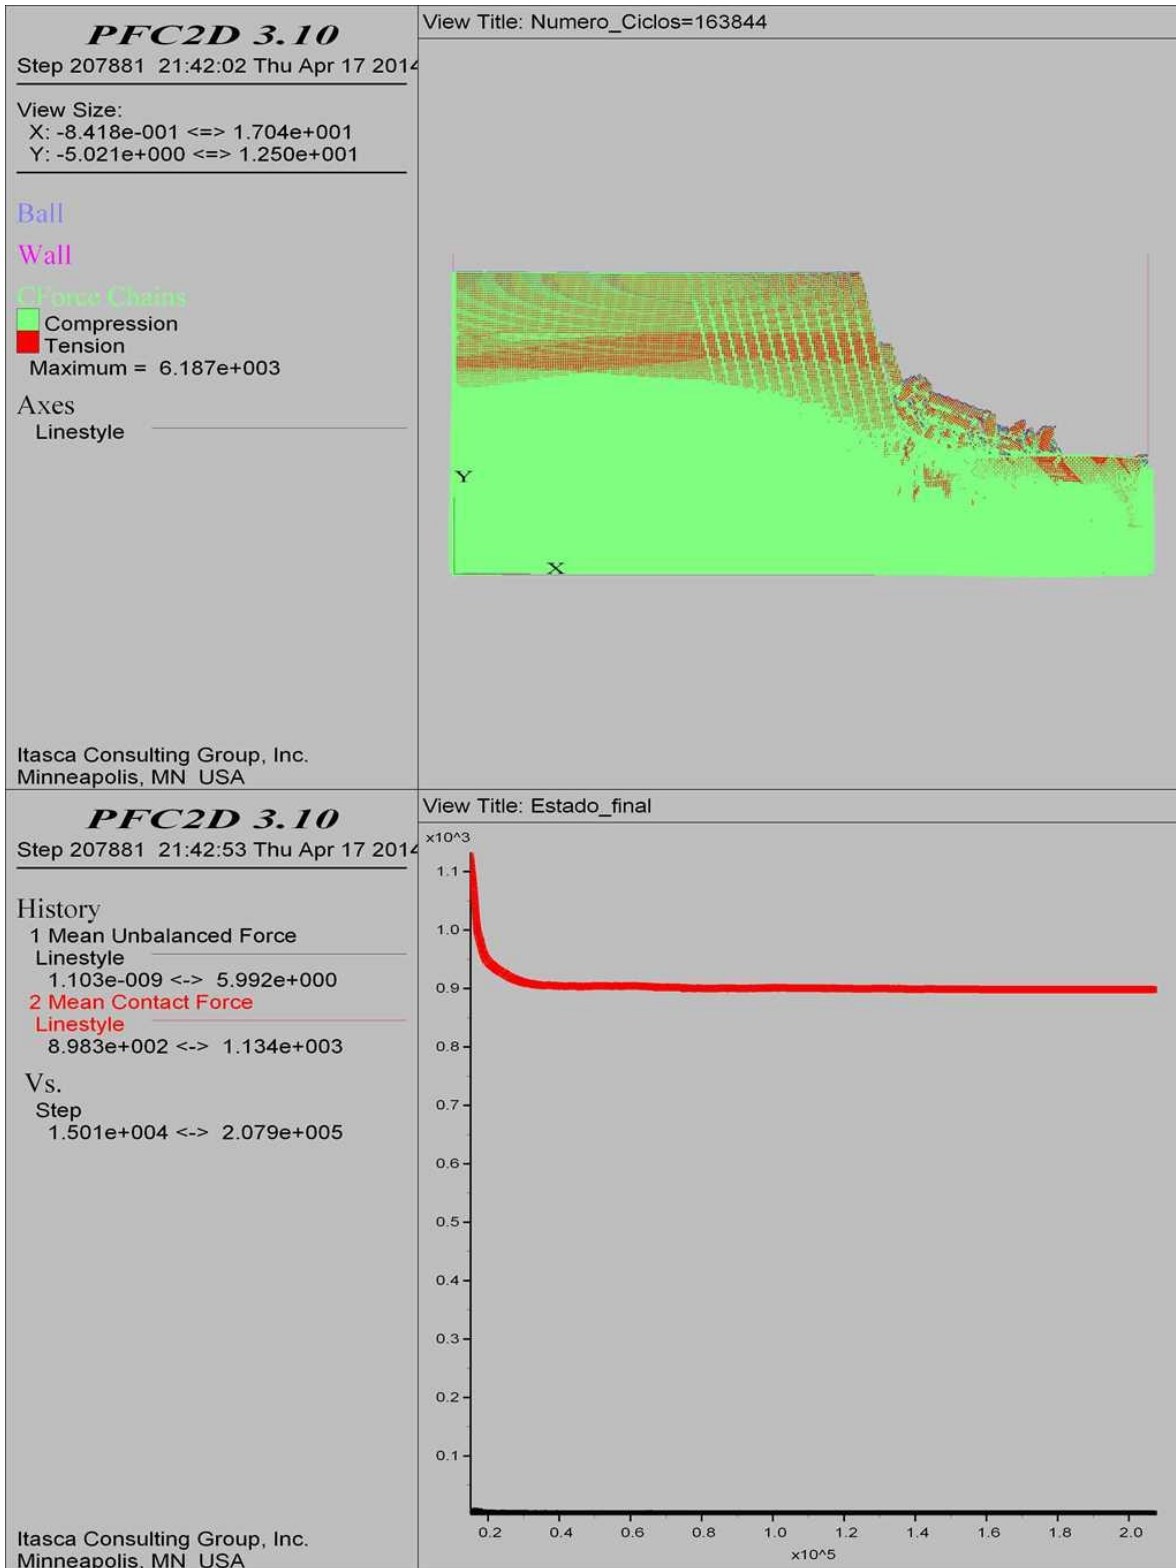 PFC2D 3.10
Step 207881 21:42:02 Thu Apr 17 2014
View Size:
X: -8.418e-001 <=> 1.704e+001
Y: -5.021e+000 <=> 1.250e+001
Ball
Wall
CForce Chains
Compression
Tension
Maximum = 6.187e+003
Axes
Linestyle
Itasca Consulting Group, Inc.
Minneapolis, MN USA
View Title: Numero_Ciclos=163844
Y
X
PFC2D 3.10
Step 207881 21:42:53 Thu Apr 17 2014
History
1 Mean Unbalanced Force
Linestyle
1.103e-009 <-> 5.992e+000
2 Mean Contact Force
Linestyle
8.983e+002 <-> 1.134e+003
Vs.
Step
1.501e+004 <-> 2.079e+005
Itasca Consulting Group, Inc.
Minneapolis, MN USA
View Title: Estado_final
x10^3
1.1
1.0
0.9
0.8
0.7
0.6
0.5
0.4
0.3
0.2
0.1
0.2 0.4 0.6 0.8 1.0 1.2 1.4 1.6 1.8 2.0
x10^5